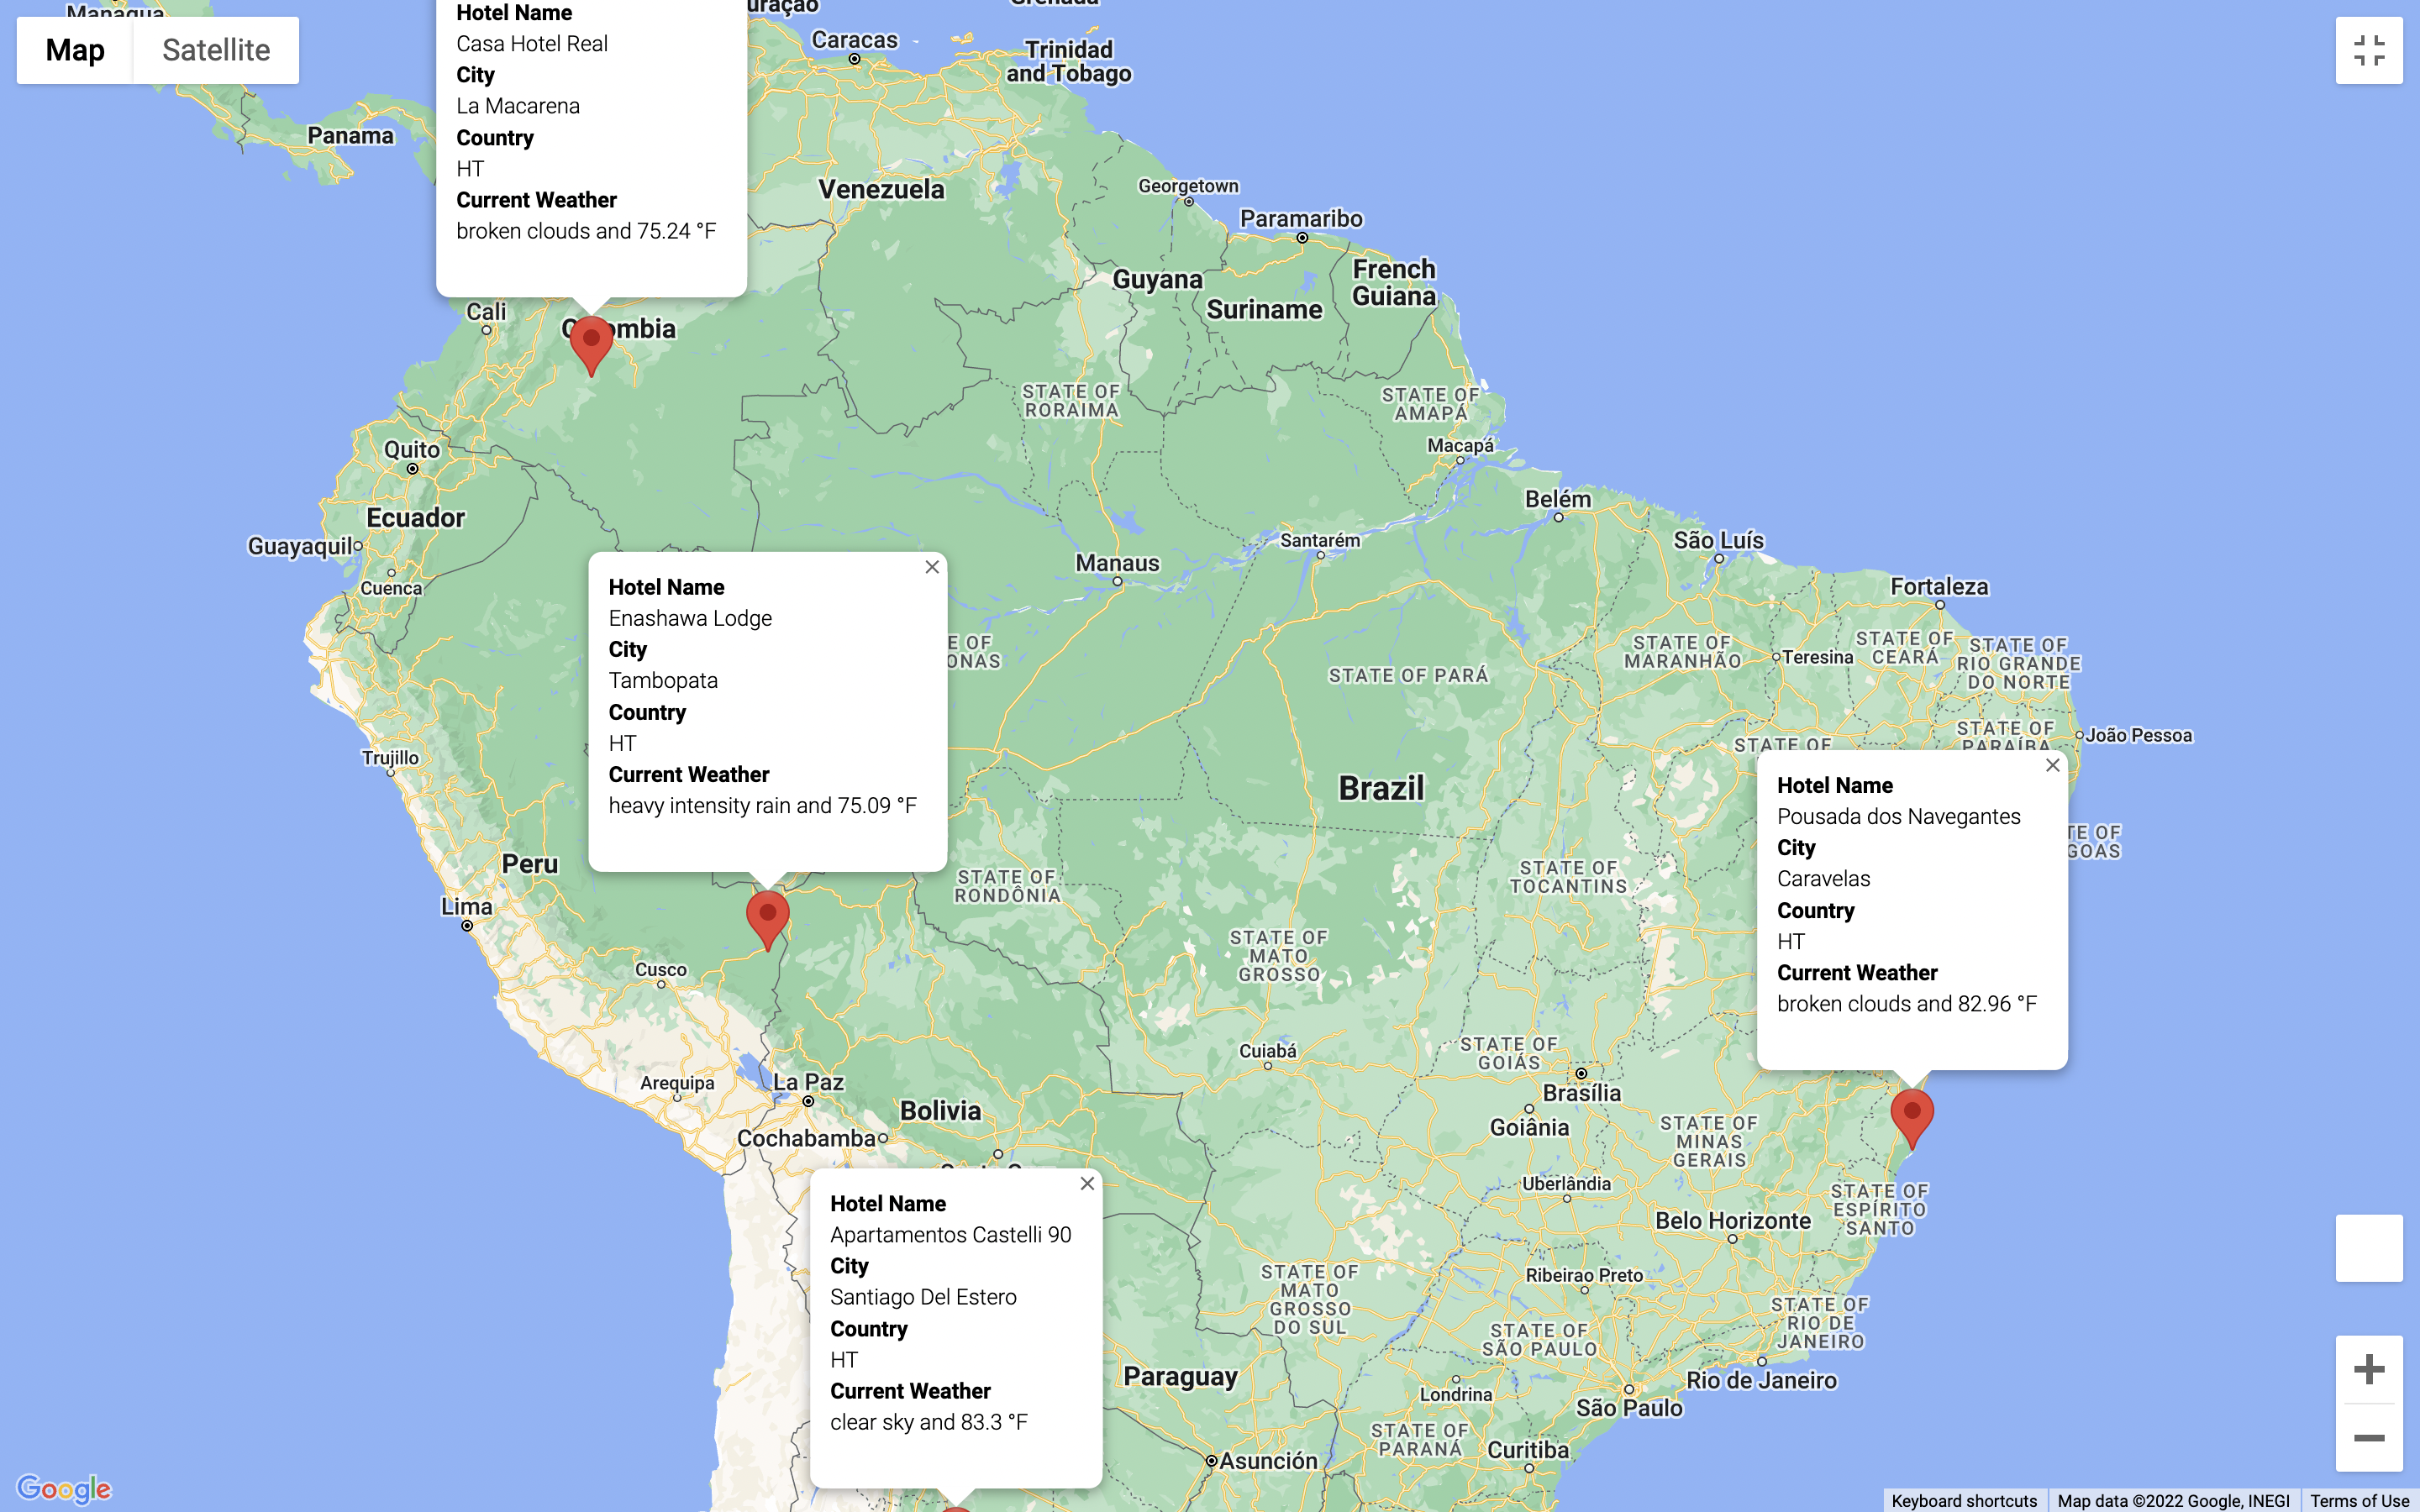 Managua
Map
Satellite
Panama
Hotel Name
Casa Hotel Real
City
La Macarena
Country
HT
Current Weather
broken clouds and 75.24 °F
Caracas
Trinidad
and Tobago
Venezuela
Georgetown
Paramaribo
Guyana
Suriname
French
Guiana
Cali
STATE OF
RORAIMA
STATE OF
AMAPÁ
Macapá
Quito
Ecuador
Guayaquil
Cuenca
Belém
Santarém
São Luís
Manaus
Fortaleza
Hotel Name
Enashawa Lodge
City
Tambopata
Country
HT
Current Weather
heavy intensity rain and 75.09 °F
STATE OF
MARANHÃO
Teresina
STATE OF
CEARÁ
STATE OF
RIO GRANDE
DO NORTE
STATE OF PARÁ
STATE OF
PARAÍBA
João Pessoa
STATE OF
Trujillo
Brazil
Hotel Name
Pousada dos Navegantes
City
Caravelas
Country
HT
Current Weather
broken clouds and 82.96 °F
Peru
Lima
STATE OF
RONDÔNIA
STATE OF
TOCANTINS
STATE OF
MATO
GROSSO
Cusco
Arequipa
La Paz
Bolivia
Cochabamba
Cuiabá
STATE OF
GOIÁS
Brasília
Goiânia
STATE OF
MINAS
GERAIS
Uberlândia
STATE OF
ESPÍRITO
SANTO
Belo Horizonte
Hotel Name
Apartamentos Castelli 90
City
Santiago Del Estero
Country
HT
Current Weather
clear sky and 83.3 °F
STATE OF
MATO
GROSSO
DO SUL
Ribeirao Preto
STATE OF
SÃO PAULO
STATE OF
RIO DE
JANEIRO
Paraguay
Londrina
Rio de Janeiro
São Paulo
STATE OF
PARANÁ
Curitiba
Asunción
Google
Keyboard shortcuts
Map data ©2022 Google, INEGI
Terms of Use